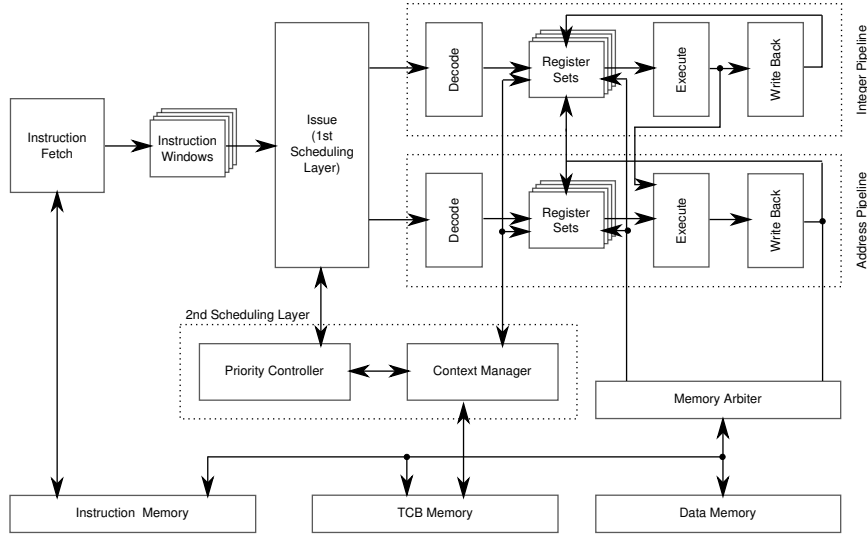 Decode
Register
Sets
Execute
Write Back
Integer Pipeline
Instruction
Fetch
Instruction
Windows
Issue
(1st
Scheduling
Layer)
Decode
Register
Sets
Execute
Write Back
Address Pipeline
2nd Scheduling Layer
Priority Controller
Context Manager
Memory Arbiter
Instruction Memory
TCB Memory
Data Memory